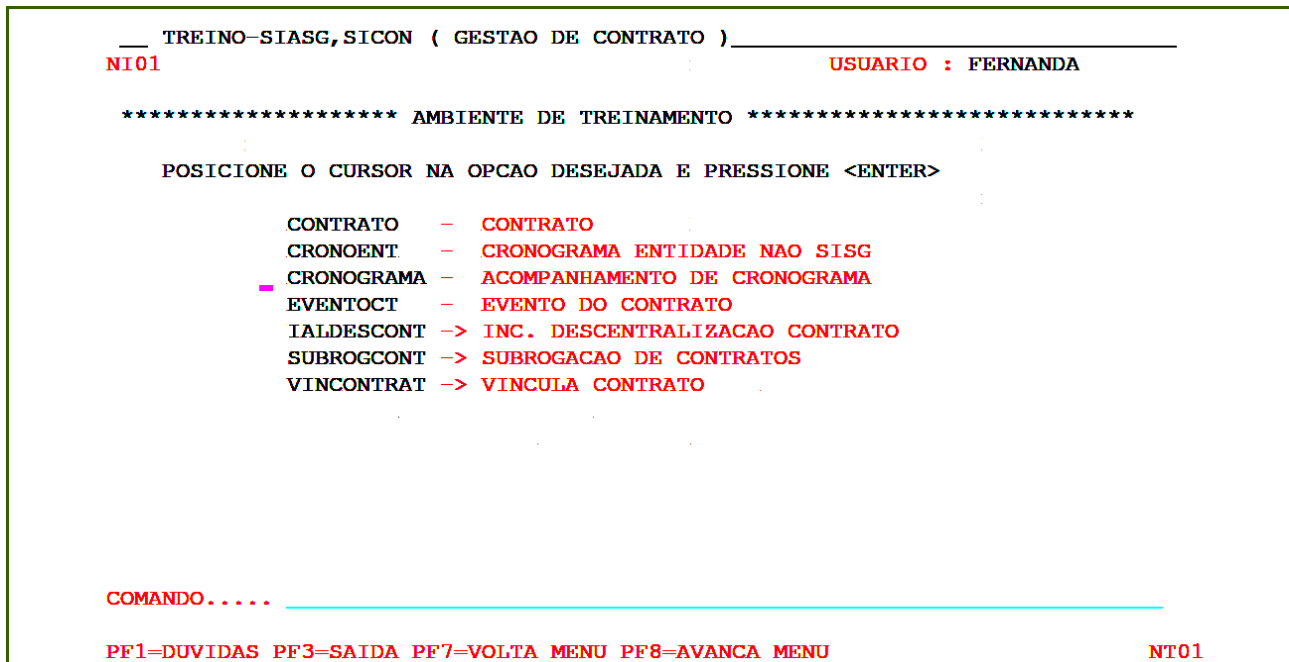 __ TREINO-SIASG,SICON ( GESTAO DE CONTRATO )________________________________
NI01 USUARIO : FERNANDA
******************** AMBIENTE DE TREINAMENTO ****************************
POSICIONE O CURSOR NA OPCAO DESEJADA E PRESSIONE <ENTER>
CONTRATO - CONTRATO
CRONOENT - CRONOGRAMA ENTIDADE NAO SISG
CRONOGRAMA - ACOMPANHAMENTO DE CRONOGRAMA
EVENTOCT - EVENTO DO CONTRATO
IALDESCONT -> INC. DESCENTRALIZACAO CONTRATO
SUBROGCONT -> SUBROGACAO DE CONTRATOS
VINCONTRAT -> VINCULA CONTRATO
COMANDO..... _______________________________________________________________
PF1=DUVIDAS PF3=SAIDA PF7=VOLTA MENU PF8=AVANCA MENU NT01